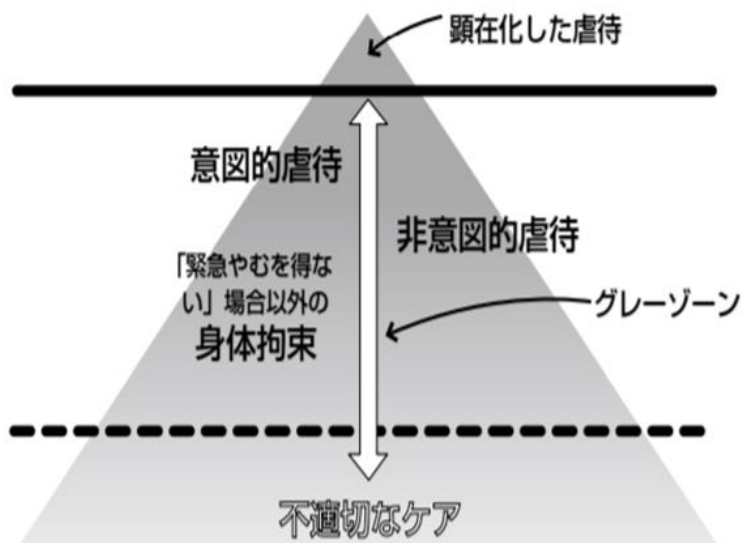 顕在化した虐待
意図的虐待
非意図的虐待
「緊急やむを得な
い」場合以外の
身体拘束
グレーゾーン
不適切なケア